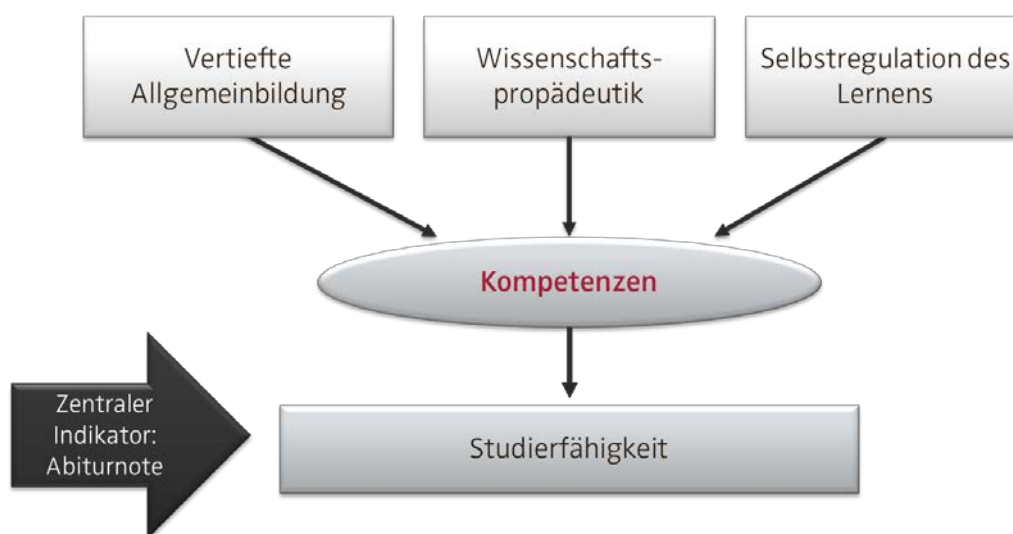 Vertiefte
Allgemeinbildung
Wissenschafts-
propädeutik
Selbstregulation des
Lernens
Kompetenzen
Zentraler
Indikator:
Abiturnote
Studierfähigkeit